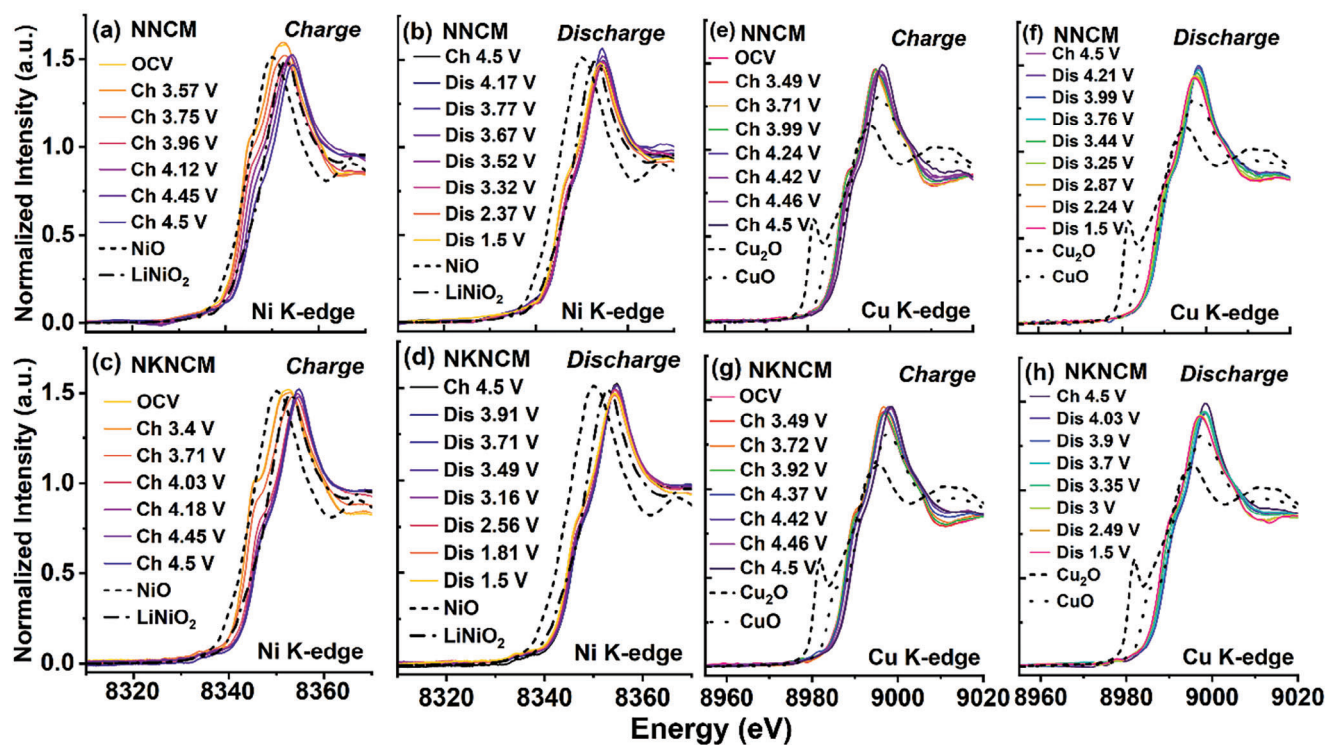 Normalized Intensity (a.u.)
(a) NNCM Charge
OCV
Ch 3.57 V
Ch 3.75 V
Ch 3.96 V
Ch 4.12 V
Ch 4.45 V
Ch 4.5 V
NiO
LiNiO₂
Ni K-edge
1.5
1.0
0.5
0.0
(b) NNCM Discharge
Ch 4.5 V
Dis 4.17 V
Dis 3.77 V
Dis 3.67 V
Dis 3.52 V
Dis 3.32 V
Dis 2.37 V
Dis 1.5 V
NiO
LiNiO₂
Ni K-edge
8340 8360
(e) NNCM Charge
OCV
Ch 3.49 V
Ch 3.71 V
Ch 3.99 V
Ch 4.24 V
Ch 4.42 V
Ch 4.46 V
Ch 4.5 V
Cu₂O
CuO
Cu K-edge
(f) NNCM Discharge
Ch 4.5 V
Dis 4.21 V
Dis 3.99 V
Dis 3.76 V
Dis 3.44 V
Dis 3.25 V
Dis 2.87 V
Dis 2.24 V
Dis 1.5 V
Cu₂O
CuO
Cu K-edge
8960 8980 9000
Normalized Intensity (a.u.)
(c) NKNCM Charge
OCV
Ch 3.4 V
Ch 3.71 V
Ch 4.03 V
Ch 4.18 V
Ch 4.45 V
Ch 4.5 V
NiO
LiNiO₂
Ni K-edge
1.5
1.0
0.5
0.0
8320 8340 8360
(d) NKNCM Discharge
Ch 4.5 V
Dis 3.91 V
Dis 3.71 V
Dis 3.49 V
Dis 3.16 V
Dis 2.56 V
Dis 1.81 V
Dis 1.5 V
NiO
LiNiO₂
Ni K-edge
8320 8340 8360
(g) NKNCM Charge
OCV
Ch 3.49 V
Ch 3.72 V
Ch 3.92 V
Ch 4.37 V
Ch 4.42 V
Ch 4.46 V
Ch 4.5 V
Cu₂O
CuO
Cu K-edge
8960 8980 9000 9020
(h) NKNCM Discharge
Ch 4.5 V
Dis 4.03 V
Dis 3.9 V
Dis 3.7 V
Dis 3.35 V
Dis 3 V
Dis 2.49 V
Dis 1.5 V
Cu₂O
CuO
Cu K-edge
8960 8980 9000 9020
Energy (eV)